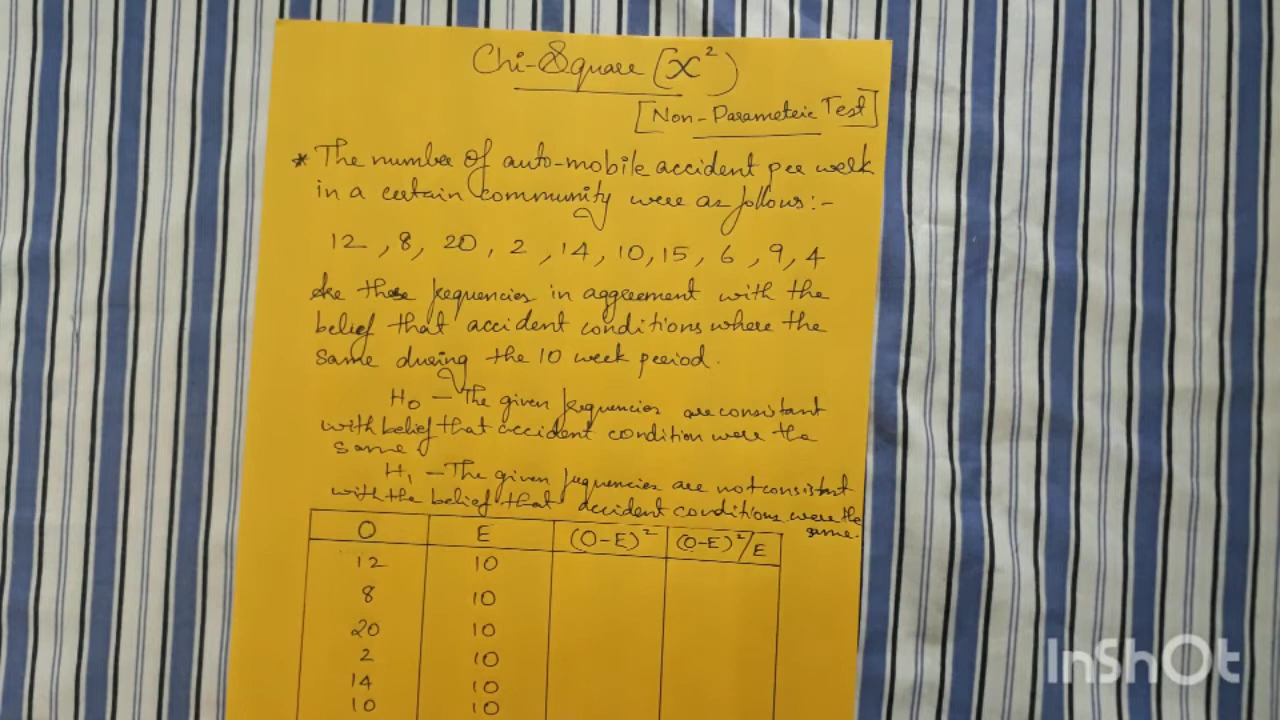 Chi-Square (x²)
[Non-Parameteric Test]
* The number of auto-mobile accident per week
in a certain community were as follows:-
12, 8, 20, 2, 14, 10, 15, 6, 9, 4
Are these frequencies in aggreement with the
belief that accident conditions where the
same during the 10 week period.
H0 - The given frequencies are consistant
with belief that accident condition were the
same
H1 - The given frequencies are not consistant
with the belief that accident conditions were the
same.
O E (O-E)² (O-E)²/E
12 10
8 10
20 10
2 10
14 10
10 10
InShOt